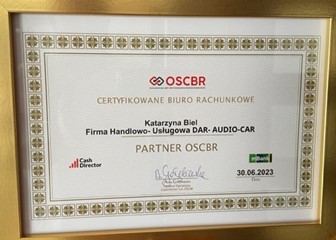 OSCBR
CERTYFIKOWANE BIURO RACHUNKOWE
Katarzyna Biel
Firma Handlowo- Usługowa DAR- AUDIO-CAR
PARTNER OSCBR
Cash
Director
mBank
30.06.2023